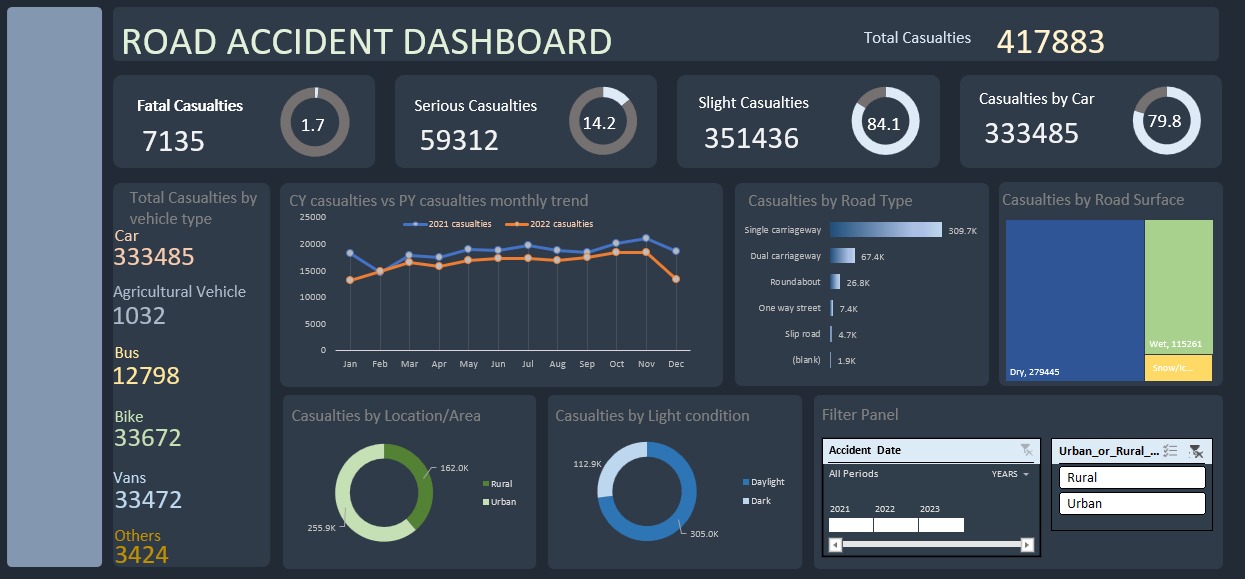 ROAD ACCIDENT DASHBOARD
Total Casualties 417883
Fatal Casualties
7135
1.7
Serious Casualties
59312
14.2
Slight Casualties
351436
84.1
Casualties by Car
333485
79.8
Total Casualties by
vehicle type
Car
333485
Agricultural Vehicle
1032
Bus
12798
Bike
33672
Vans
33472
Others
3424
CY casualties vs PY casualties monthly trend
2021 casualties 2022 casualties
25000
20000
15000
10000
5000
0
Jan Feb Mar Apr May Jun Jul Aug Sep Oct Nov Dec
Casualties by Road Type
Single carriageway 309.7K
Dual carriageway 67.4K
Roundabout 26.8K
One way street 7.4K
Slip road 4.7K
(blank) 1.9K
Casualties by Road Surface
Dry, 279445
Wet, 115261
Snow/ic...
Casualties by Location/Area
162.0K
255.9K
Rural
Urban
Casualties by Light condition
112.9K
305.0K
Daylight
Dark
Filter Panel
Accident Date
All Periods YEARS
2021 2022 2023
Urban_or_Rural_...
Rural
Urban